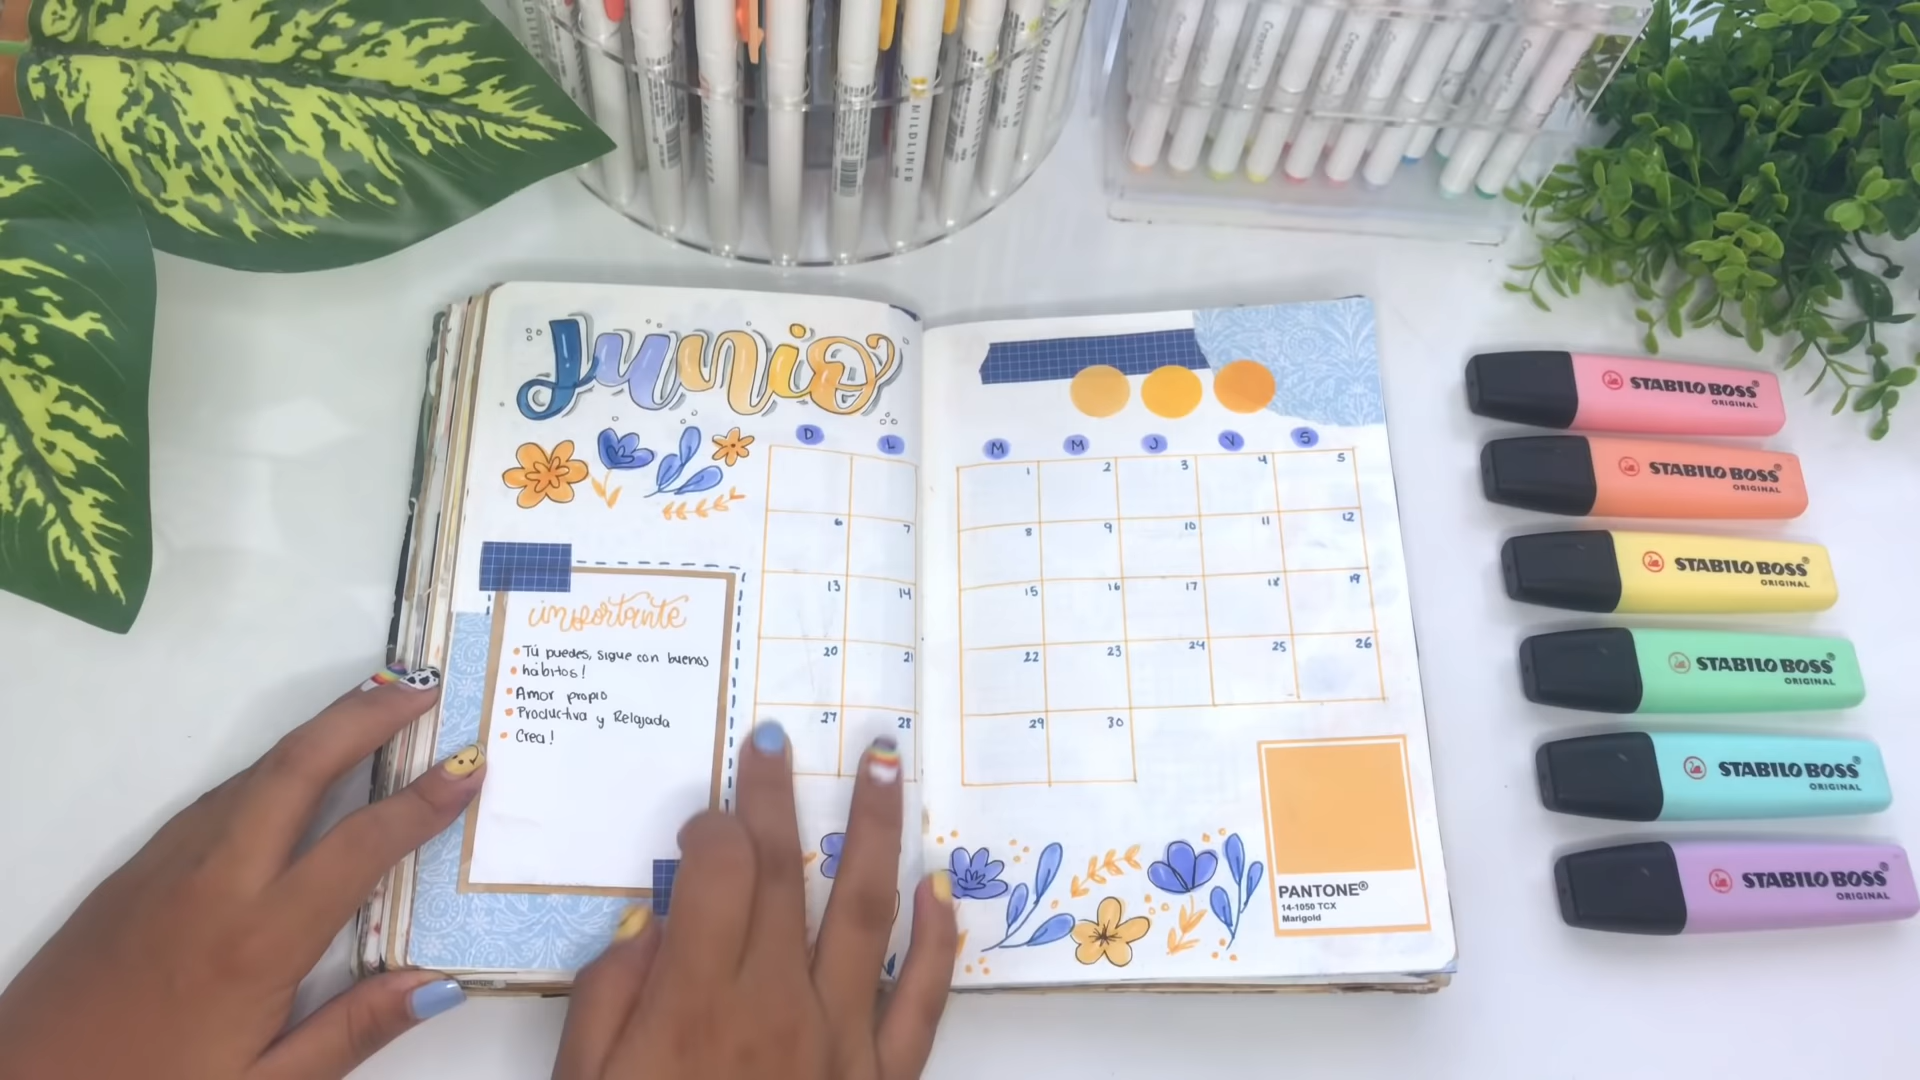 MILDLINER
Crayola
Junio
D L M M J V S
1 2 3 4 5
6 7 8 9 10 11 12
13 14 15 16 17 18 19
20 21 22 23 24 25 26
27 28 29 30
importante
• Tú puedes, sigue con buenos
• hábitos!
• Amor propio
• Productiva y Relajada
• Crea!
PANTONE®
14-1050 TCX
Marigold
STABILO BOSS
ORIGINAL
STABILO BOSS
ORIGINAL
STABILO BOSS
ORIGINAL
STABILO BOSS
ORIGINAL
STABILO BOSS
ORIGINAL
STABILO BOSS
ORIGINAL